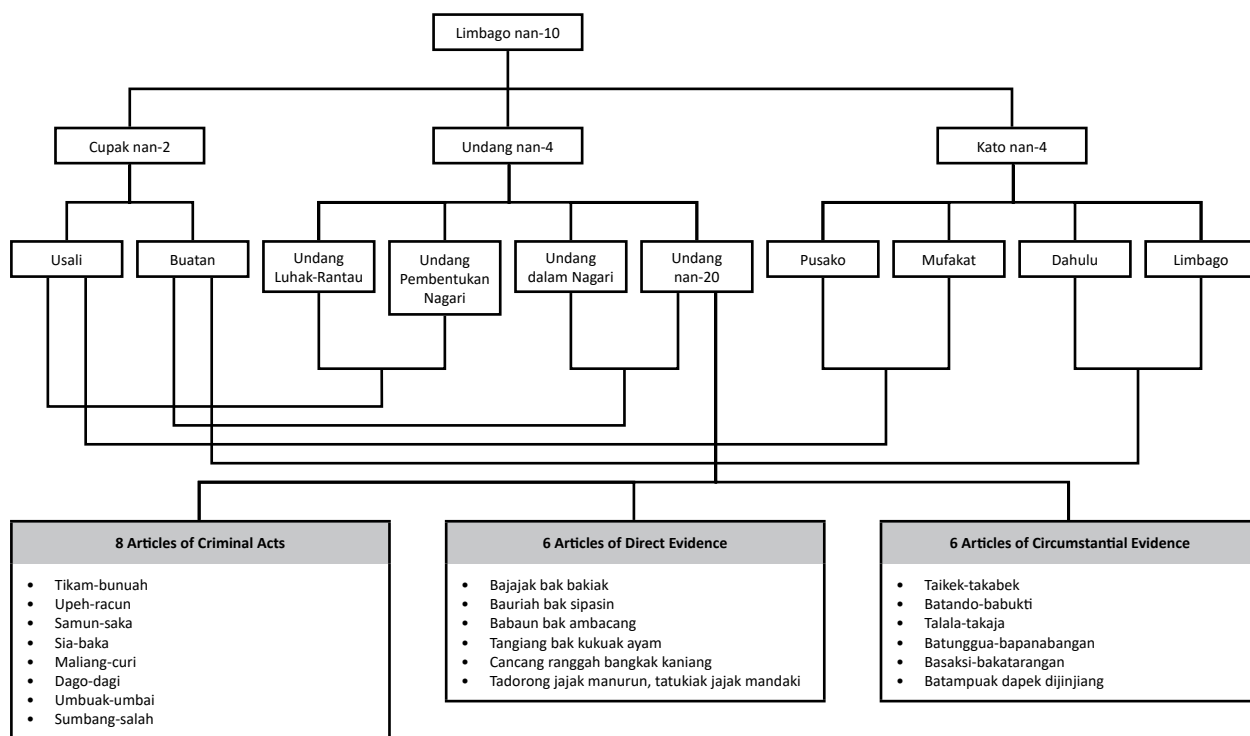 Limbago nan-10
Cupak nan-2
Undang nan-4
Kato nan-4
Usali
Buatan
Undang
Luhak-Rantau
Undang
Pembentukan
Nagari
Undang
dalam Nagari
Undang
nan-20
Pusako
Mufakat
Dahulu
Limbago
8 Articles of Criminal Acts
• Tikam-bunuah
• Upeh-racun
• Samun-saka
• Sia-baka
• Maliang-curi
• Dago-dagi
• Umbuak-umbai
• Sumbang-salah
6 Articles of Direct Evidence
• Bajajak bak bakiak
• Bauriah bak sipasin
• Babaun bak ambacang
• Tangiang bak kukuak ayam
• Cancang ranggah bangkak kaniang
• Tadorong jajak manurun, tatukiak jajak mandaki
6 Articles of Circumstantial Evidence
• Taikek-takabek
• Batando-babukti
• Talala-takaja
• Batunggua-bapanabangan
• Basaksi-bakatarangan
• Batampuak dapek dijinjiang